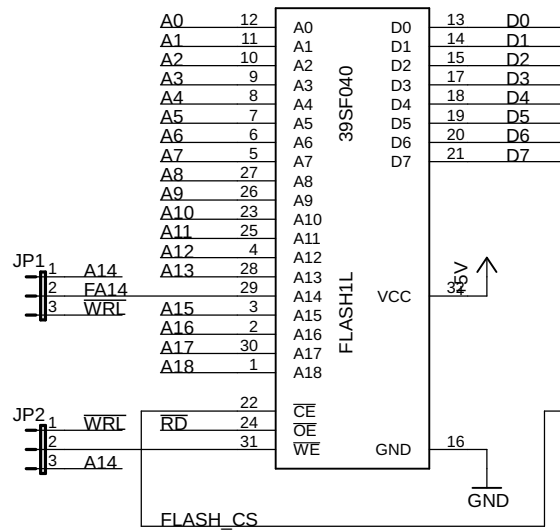 A0 12 A0 D0 13 D0
A1 11 A1 D1 14 D1
A2 10 A2 D2 15 D2
A3 9 A3 D3 17 D3
A4 8 A4 D4 18 D4
A5 7 A5 D5 19 D5
A6 6 A6 D6 20 D6
A7 5 A7 D7 21 D7
39SF040
A8 27 A8
A9 26 A9
A10 23 A10
A11 25 A11
A12 4 A12
A13 28 A13
JP1
1 A14
2 FA14 29 A14 VCC 32 5V
3 WRL
A15 3 A15
A16 2 A16
A17 30 A17
A18 1 A18
FLASH1L
22 CE
JP2
1 WRL RD 24 OE
2 31 WE GND 16
3 A14
GND
FLASH_CS